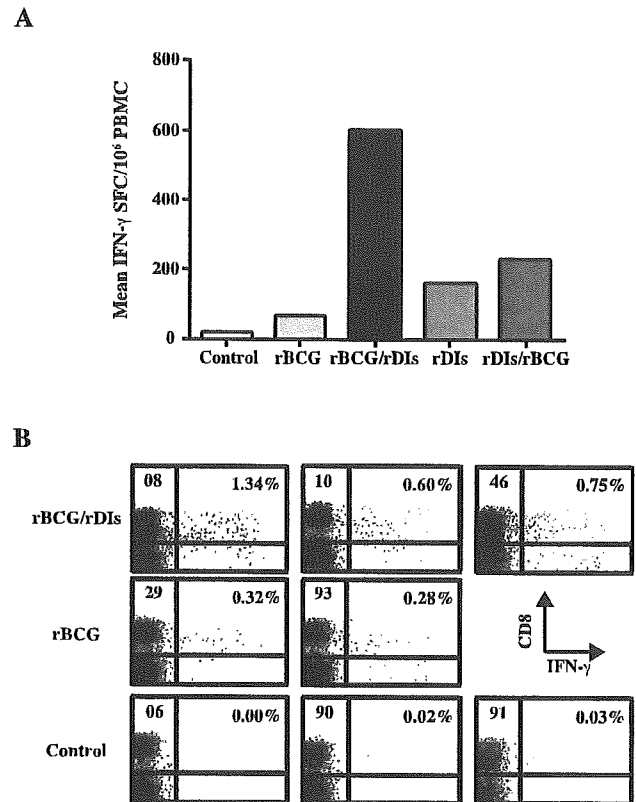 A
Mean IFN-γ SFC/10⁶ PBMC
800
600
400
200
0
Control rBCG rBCG/rDIs rDIs rDIs/rBCG
B
rBCG/rDIs
08 1.34%
10 0.60%
46 0.75%
rBCG
29 0.32%
93 0.28%
CD8
IFN-γ
Control
06 0.00%
90 0.02%
91 0.03%